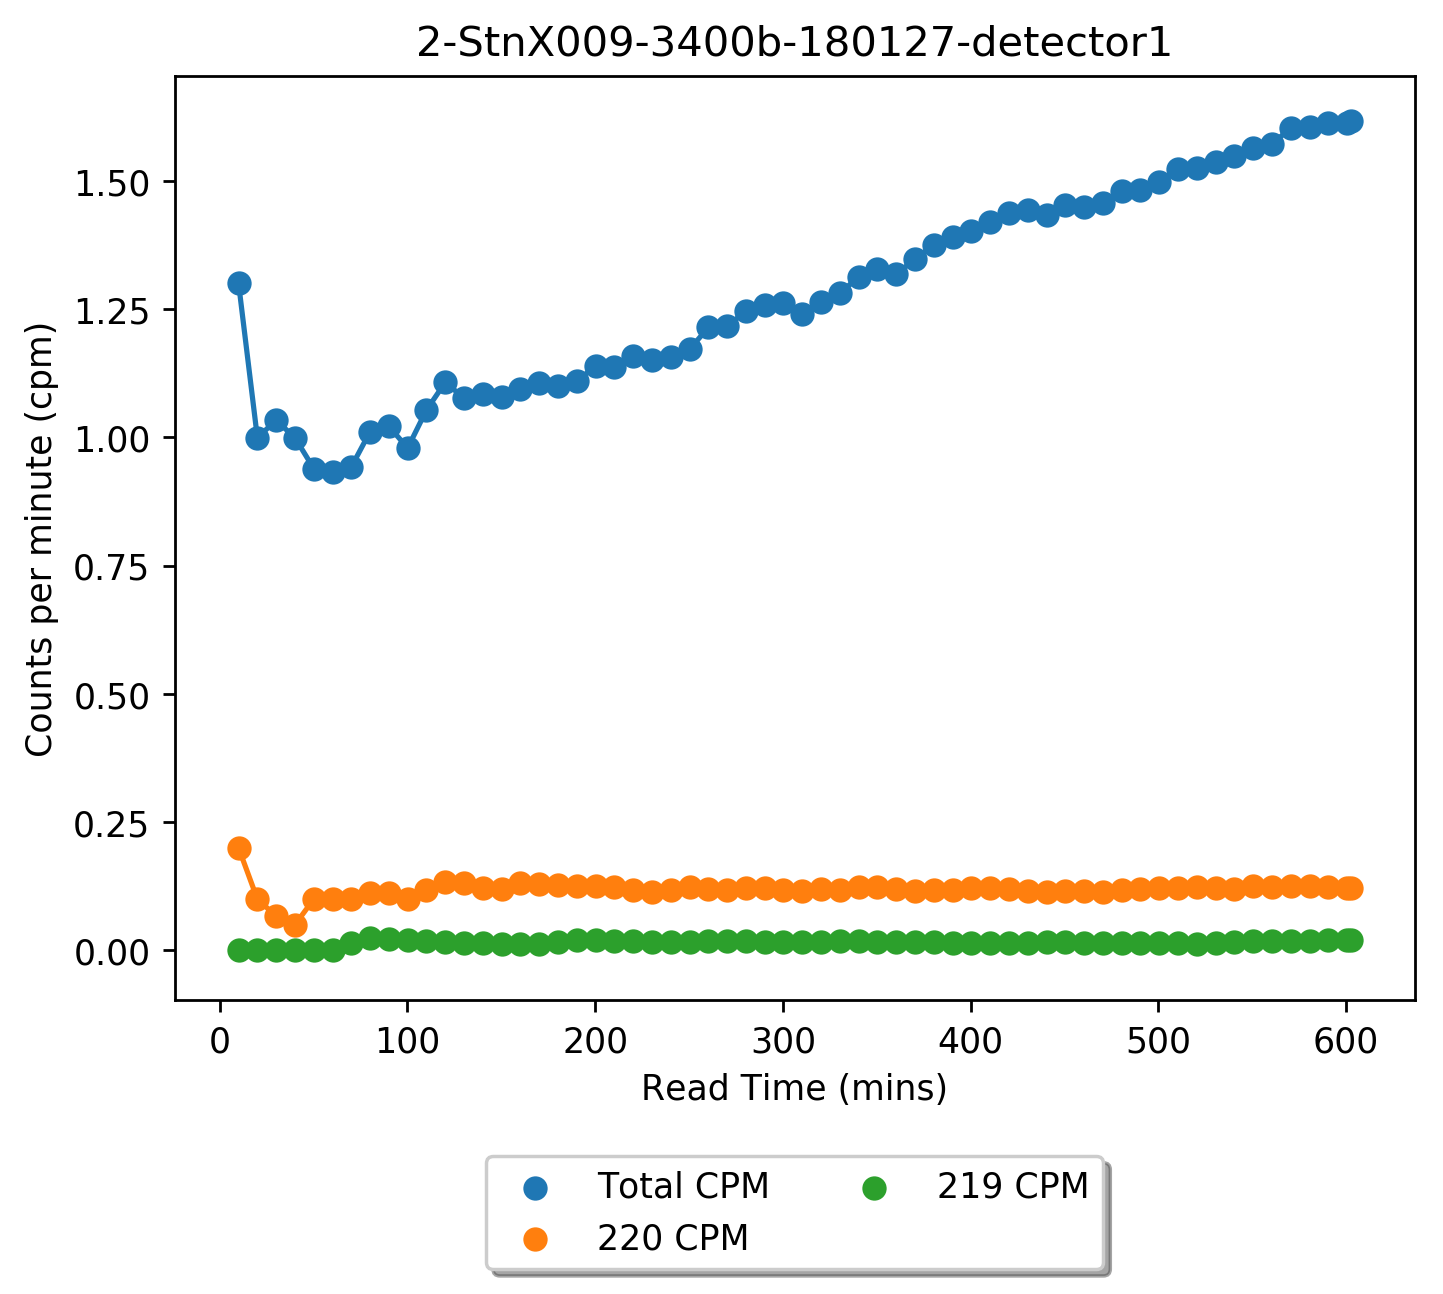 2-StnX009-3400b-180127-detector1
Counts per minute (cpm)
1.50
1.25
1.00
0.75
0.50
0.25
0.00
0 100 200 300 400 500 600
Read Time (mins)
Total CPM 219 CPM
220 CPM